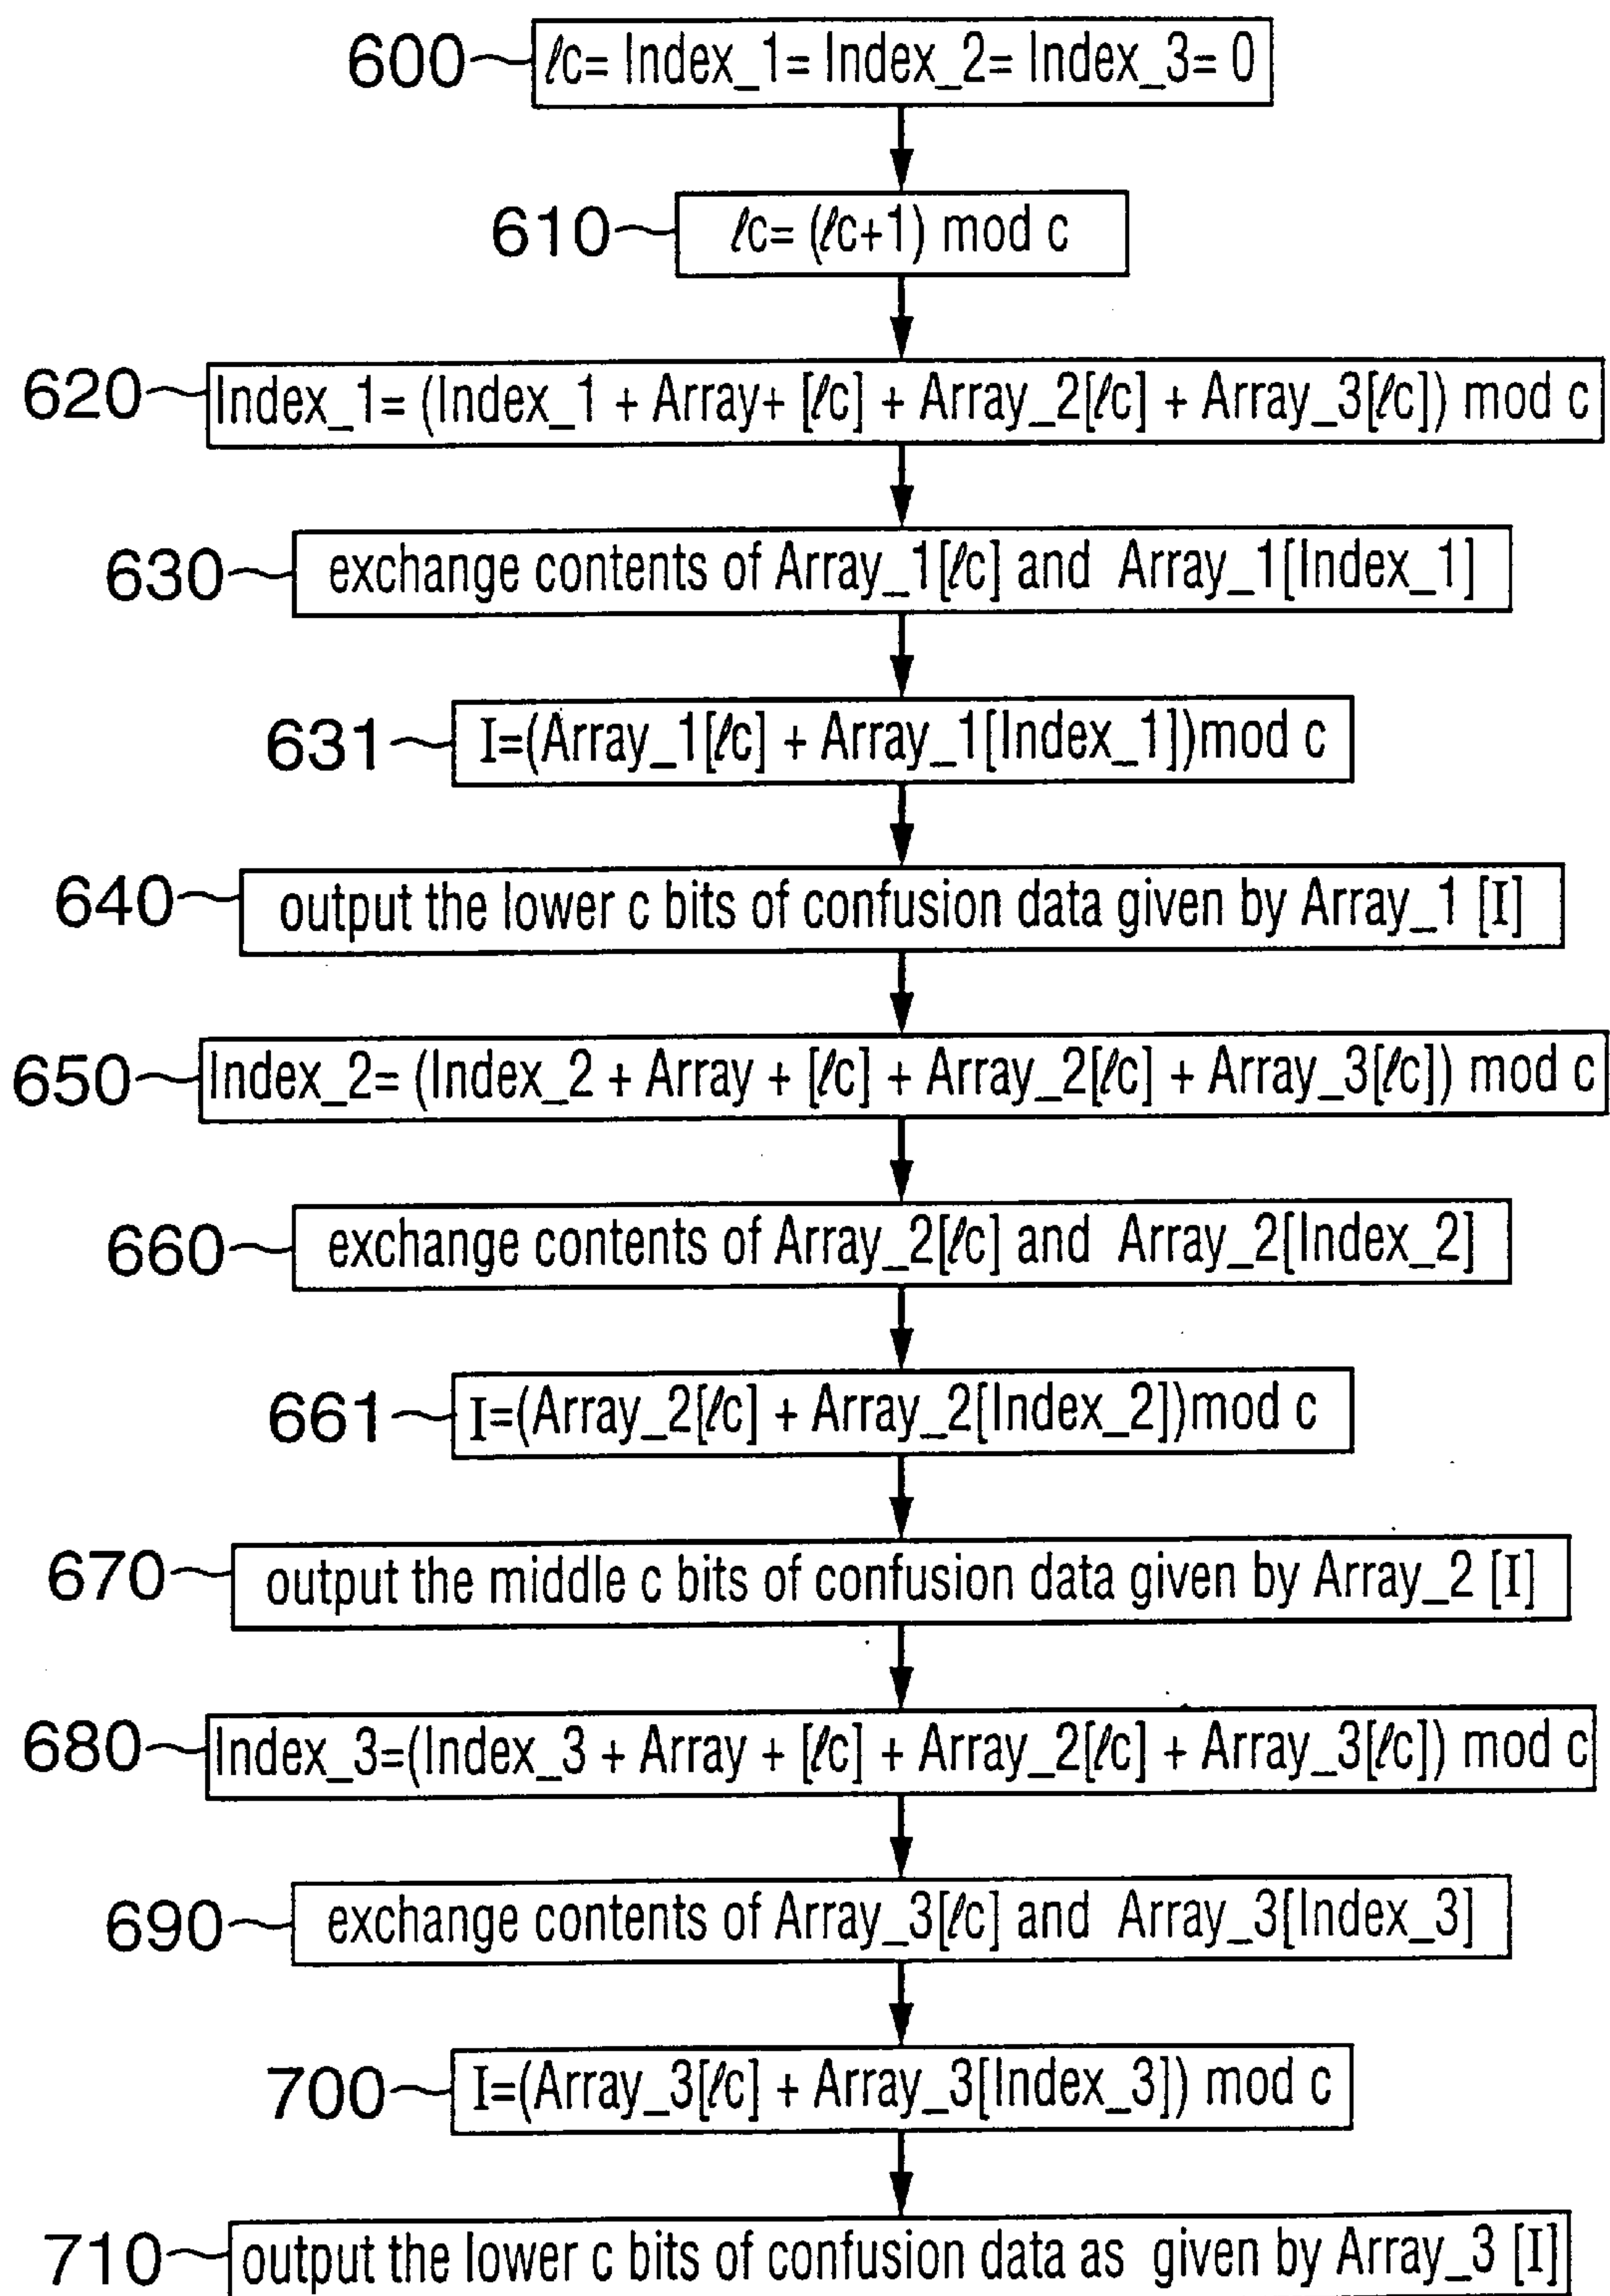 600 ℓc= Index_1= Index_2= Index_3= 0
610 ℓc= (ℓc+1) mod c
620 Index_1= (Index_1 + Array+ [ℓc] + Array_2[ℓc] + Array_3[ℓc]) mod c
630 exchange contents of Array_1[ℓc] and Array_1[Index_1]
631 I=(Array_1[ℓc] + Array_1[Index_1])mod c
640 output the lower c bits of confusion data given by Array_1 [I]
650 Index_2= (Index_2 + Array + [ℓc] + Array_2[ℓc] + Array_3[ℓc]) mod c
660 exchange contents of Array_2[ℓc] and Array_2[Index_2]
661 I=(Array_2[ℓc] + Array_2[Index_2])mod c
670 output the middle c bits of confusion data given by Array_2 [I]
680 Index_3=(Index_3 + Array + [ℓc] + Array_2[ℓc] + Array_3[ℓc]) mod c
690 exchange contents of Array_3[ℓc] and Array_3[Index_3]
700 I=(Array_3[ℓc] + Array_3[Index_3]) mod c
710 output the lower c bits of confusion data as given by Array_3 [I]